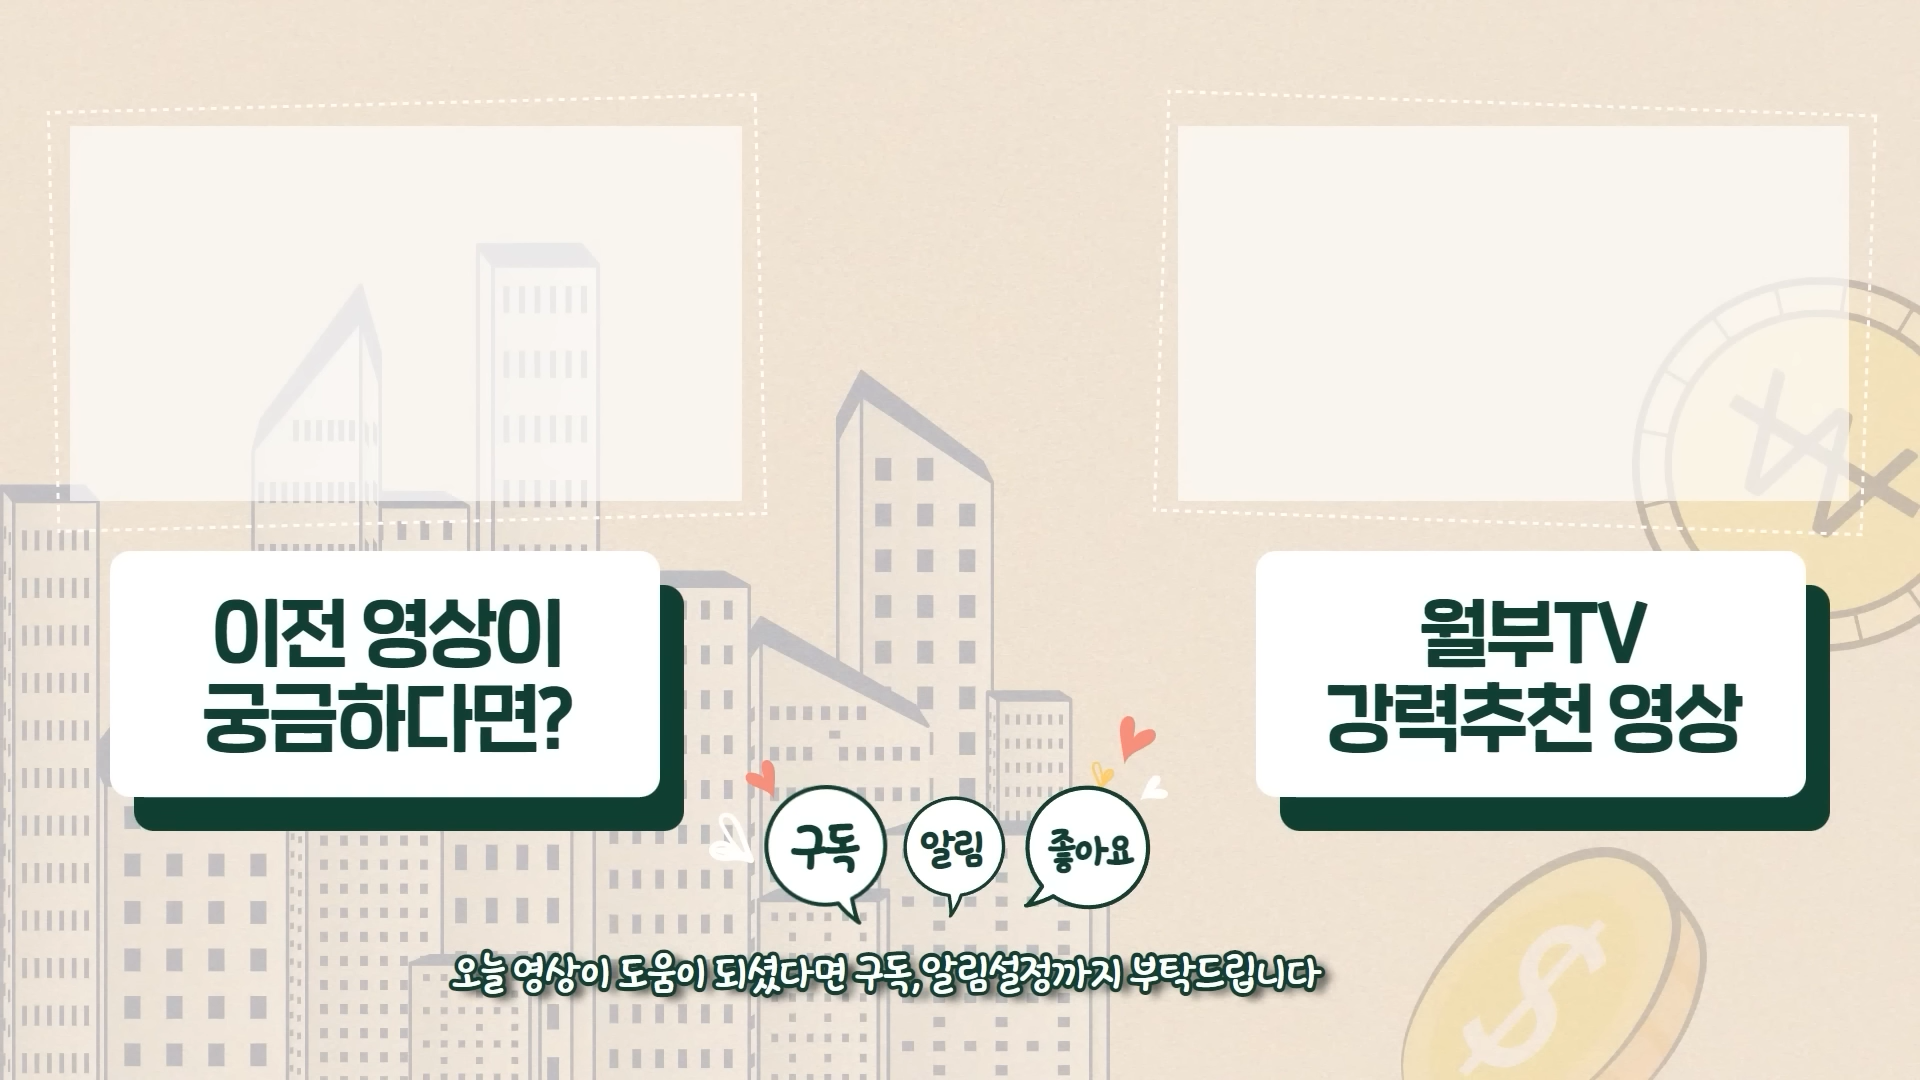 이전 영상이
궁금하다면?
월부TV
강력추천 영상
구독
알림
좋아요
오늘 영상이 도움이 되셨다면 구독,알림설정까지 부탁드립니다